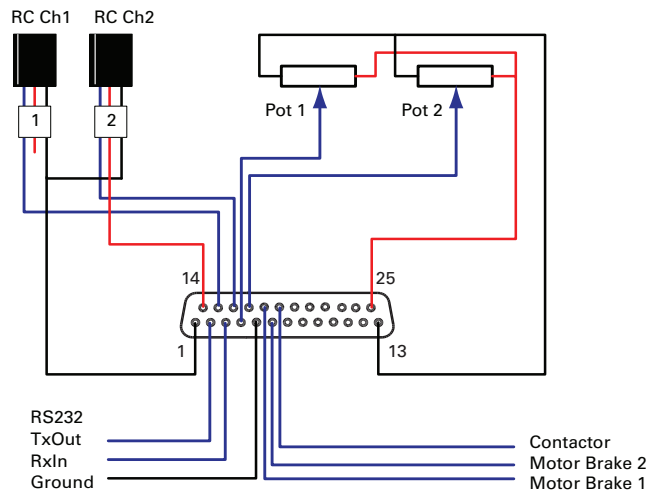 RC Ch1 RC Ch2
1 2
Pot 1 Pot 2
14 25
1 13
RS232
TxOut
RxIn
Ground
Contactor
Motor Brake 2
Motor Brake 1